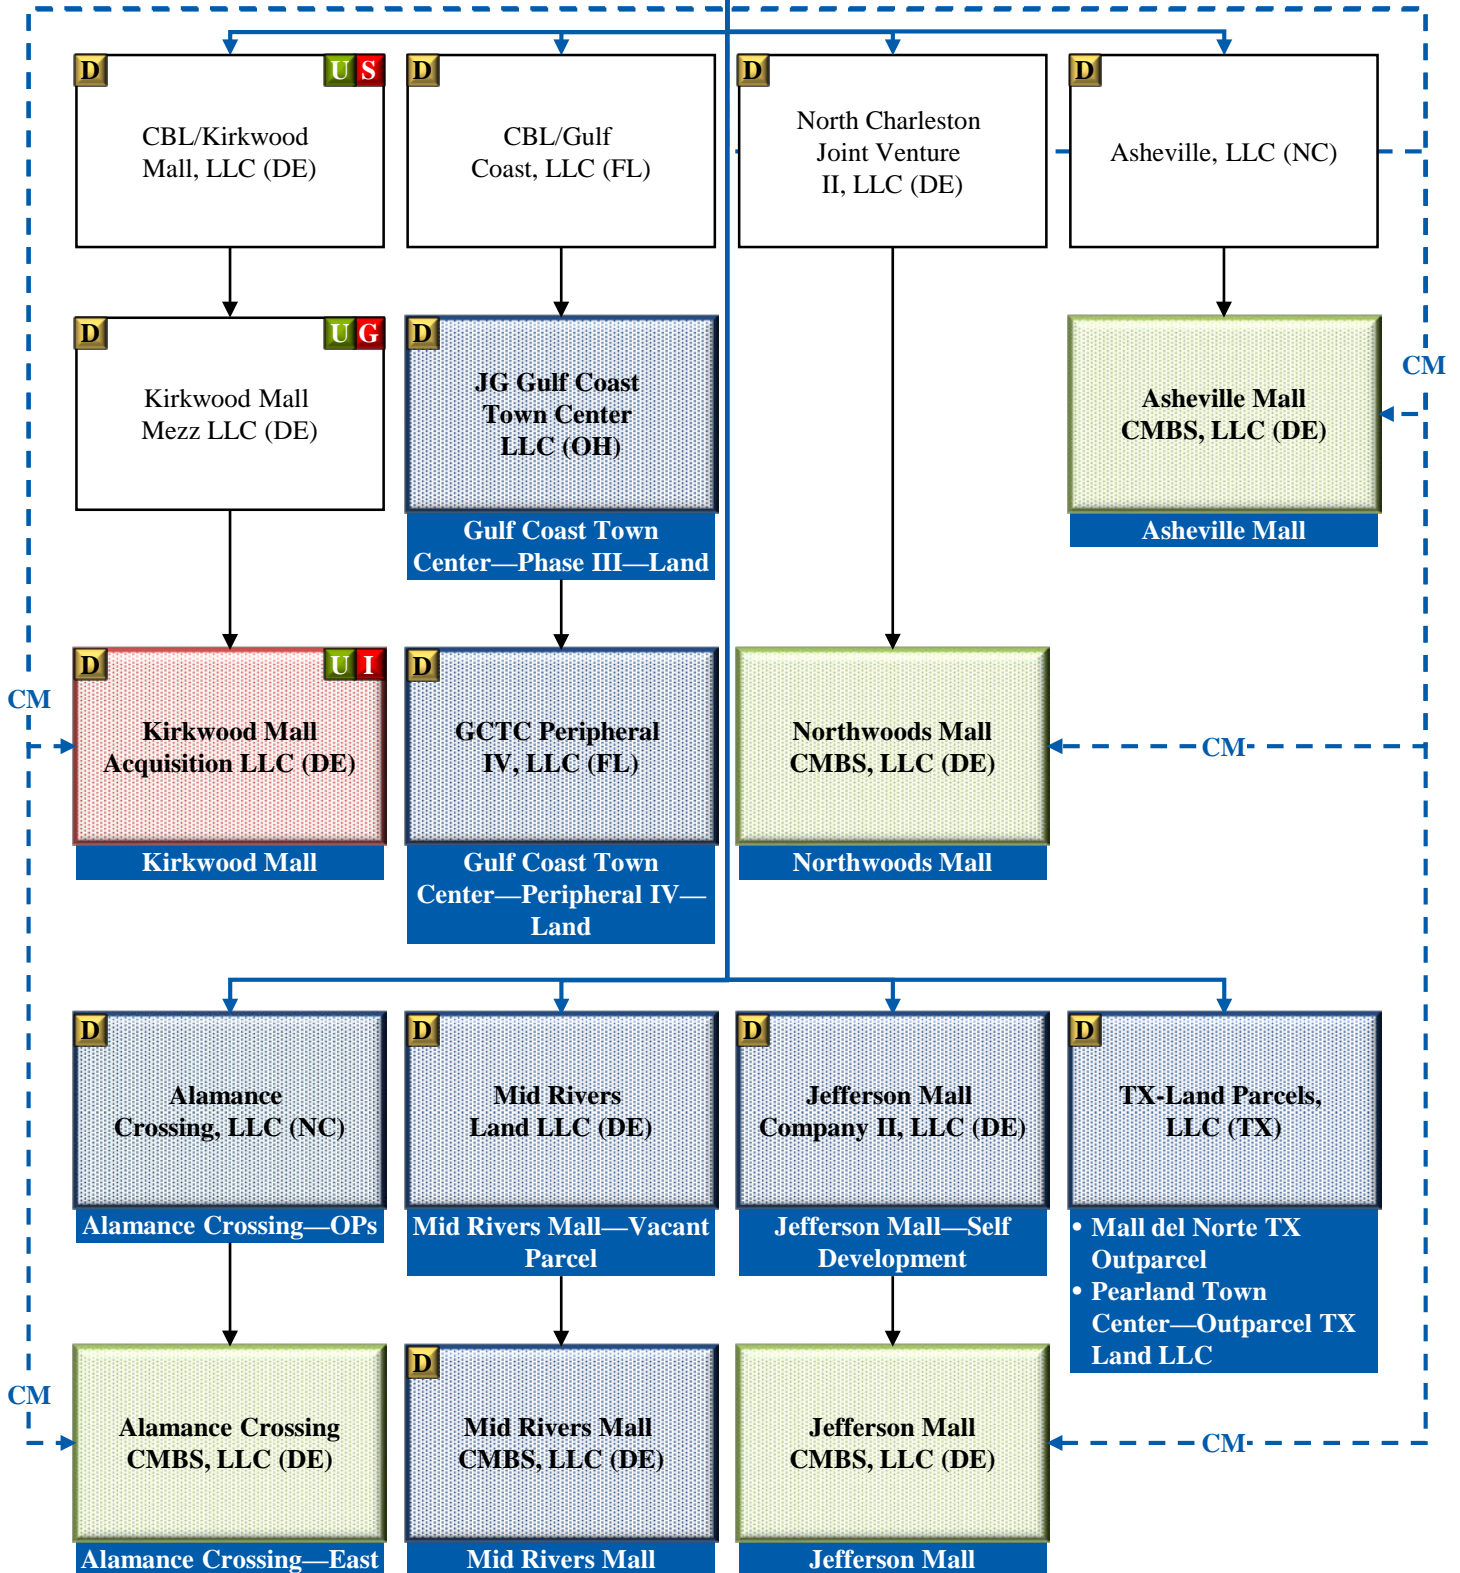 D
U S
CBL/Kirkwood
Mall, LLC (DE)
D
CBL/Gulf
Coast, LLC (FL)
D
North Charleston
Joint Venture
II, LLC (DE)
D
Asheville, LLC (NC)
D
U G
Kirkwood Mall
Mezz LLC (DE)
D
JG Gulf Coast
Town Center
LLC (OH)
Gulf Coast Town
Center—Phase III—Land
Asheville Mall
CMBS, LLC (DE)
Asheville Mall
CM
CM
D
U I
Kirkwood Mall
Acquisition LLC (DE)
Kirkwood Mall
D
GCTC Peripheral
IV, LLC (FL)
Gulf Coast Town
Center—Peripheral IV—
Land
Northwoods Mall
CMBS, LLC (DE)
Northwoods Mall
CM
D
Alamance
Crossing, LLC (NC)
Alamance Crossing—OPs
D
Mid Rivers
Land LLC (DE)
Mid Rivers Mall—Vacant
Parcel
D
Jefferson Mall
Company II, LLC (DE)
Jefferson Mall—Self
Development
D
TX-Land Parcels,
LLC (TX)
• Mall del Norte TX
Outparcel
• Pearland Town
Center—Outparcel TX
Land LLC
CM
Alamance Crossing
CMBS, LLC (DE)
Alamance Crossing—East
D
Mid Rivers Mall
CMBS, LLC (DE)
Mid Rivers Mall
Jefferson Mall
CMBS, LLC (DE)
Jefferson Mall
CM